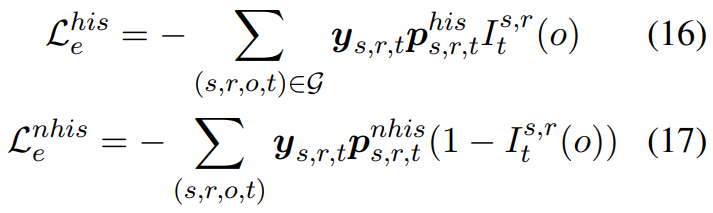 $\mathcal{L}_e^{his} = - \sum_{(s,r,o,t) \in \mathcal{G}} \boldsymbol{y}_{s,r,t} \boldsymbol{p}_{s,r,t}^{his} I_t^{s,r}(o)$ (16)
$\mathcal{L}_e^{nhis} = - \sum_{(s,r,o,t)} \boldsymbol{y}_{s,r,t} \boldsymbol{p}_{s,r,t}^{nhis} (1 - I_t^{s,r}(o))$ (17)